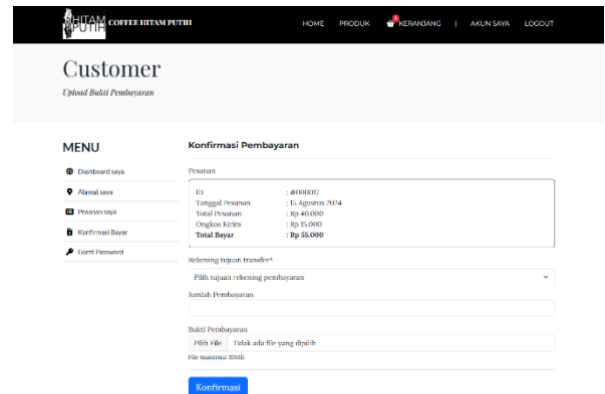 HITAM
PUTIH
COFFEE HITAM PUTIH
HOME PRODUK KERANJANG | AKUN SAYA LOGOUT
Customer
Upload Bukti Pembayaran
MENU
Dashboard saya
Alamat saya
Pesanan saya
Konfirmasi Bayar
Ganti Password
Konfirmasi Pembayaran
Pesanan
ID : #000017
Tanggal Pesanan : 15 Agustus 2024
Total Pesanan : Rp 40.000
Ongkos Kirim : Rp 15.000
Total Bayar : Rp 55.000
Rekening tujuan transfer*
Pilih tujuan rekening pembayaran
Jumlah Pembayaran
Bukti Pembayaran
Pilih File Tidak ada file yang dipilih
File maksimal 10MB
Konfirmasi